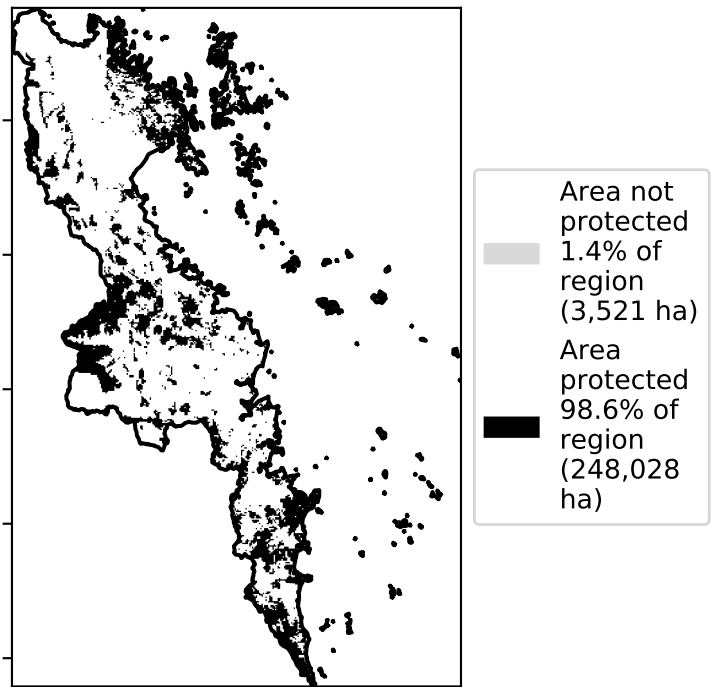 Area not
protected
1.4% of
region
(3,521 ha)
Area
protected
98.6% of
region
(248,028
ha)